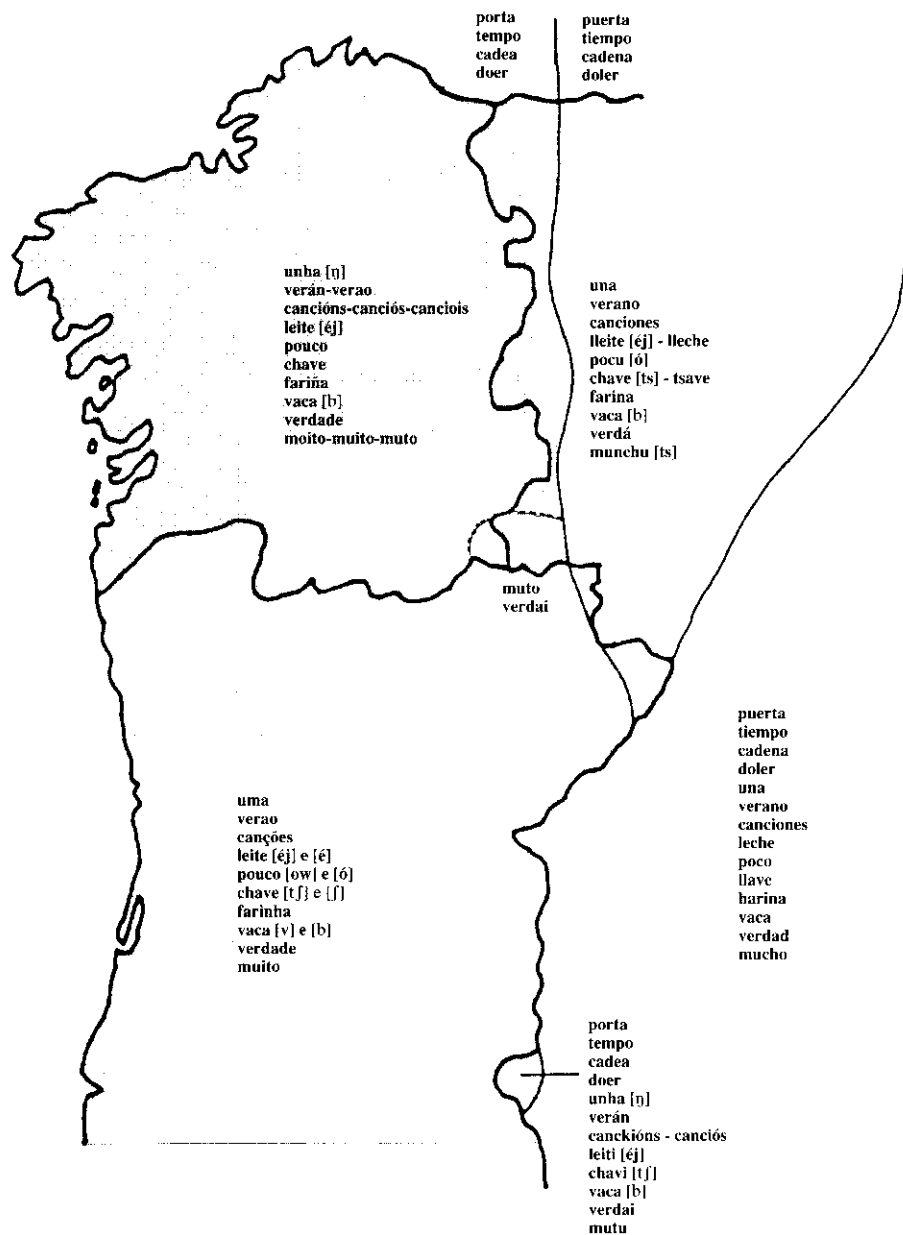 porta
tempo
cadea
doer
puerta
tiempo
cadena
doler
unha [ŋ]
verán-verao
cancións-canciós-canciois
leite [éj]
pouco
chave
fariña
vaca [b]
verdade
moito-muito-muto
una
verano
canciones
lleite [éj] - lleche
pocu [ó]
chave [ts] - tsave
farina
vaca [b]
verdá
munchu [ts]
muto
verdai
uma
verao
canções
leite [éj] e [é]
pouco [ow] e [ó]
chave [tʃ} e {ʃ]
farinha
vaca [v] e [b]
verdade
muito
puerta
tiempo
cadena
doler
una
verano
canciones
leche
poco
llave
harina
vaca
verdad
mucho
porta
tempo
cadea
doer
unha [ŋ]
verán
canckións - canciós
leiti [éj]
chavi [tʃ]
vaca [b]
verdai
mutu